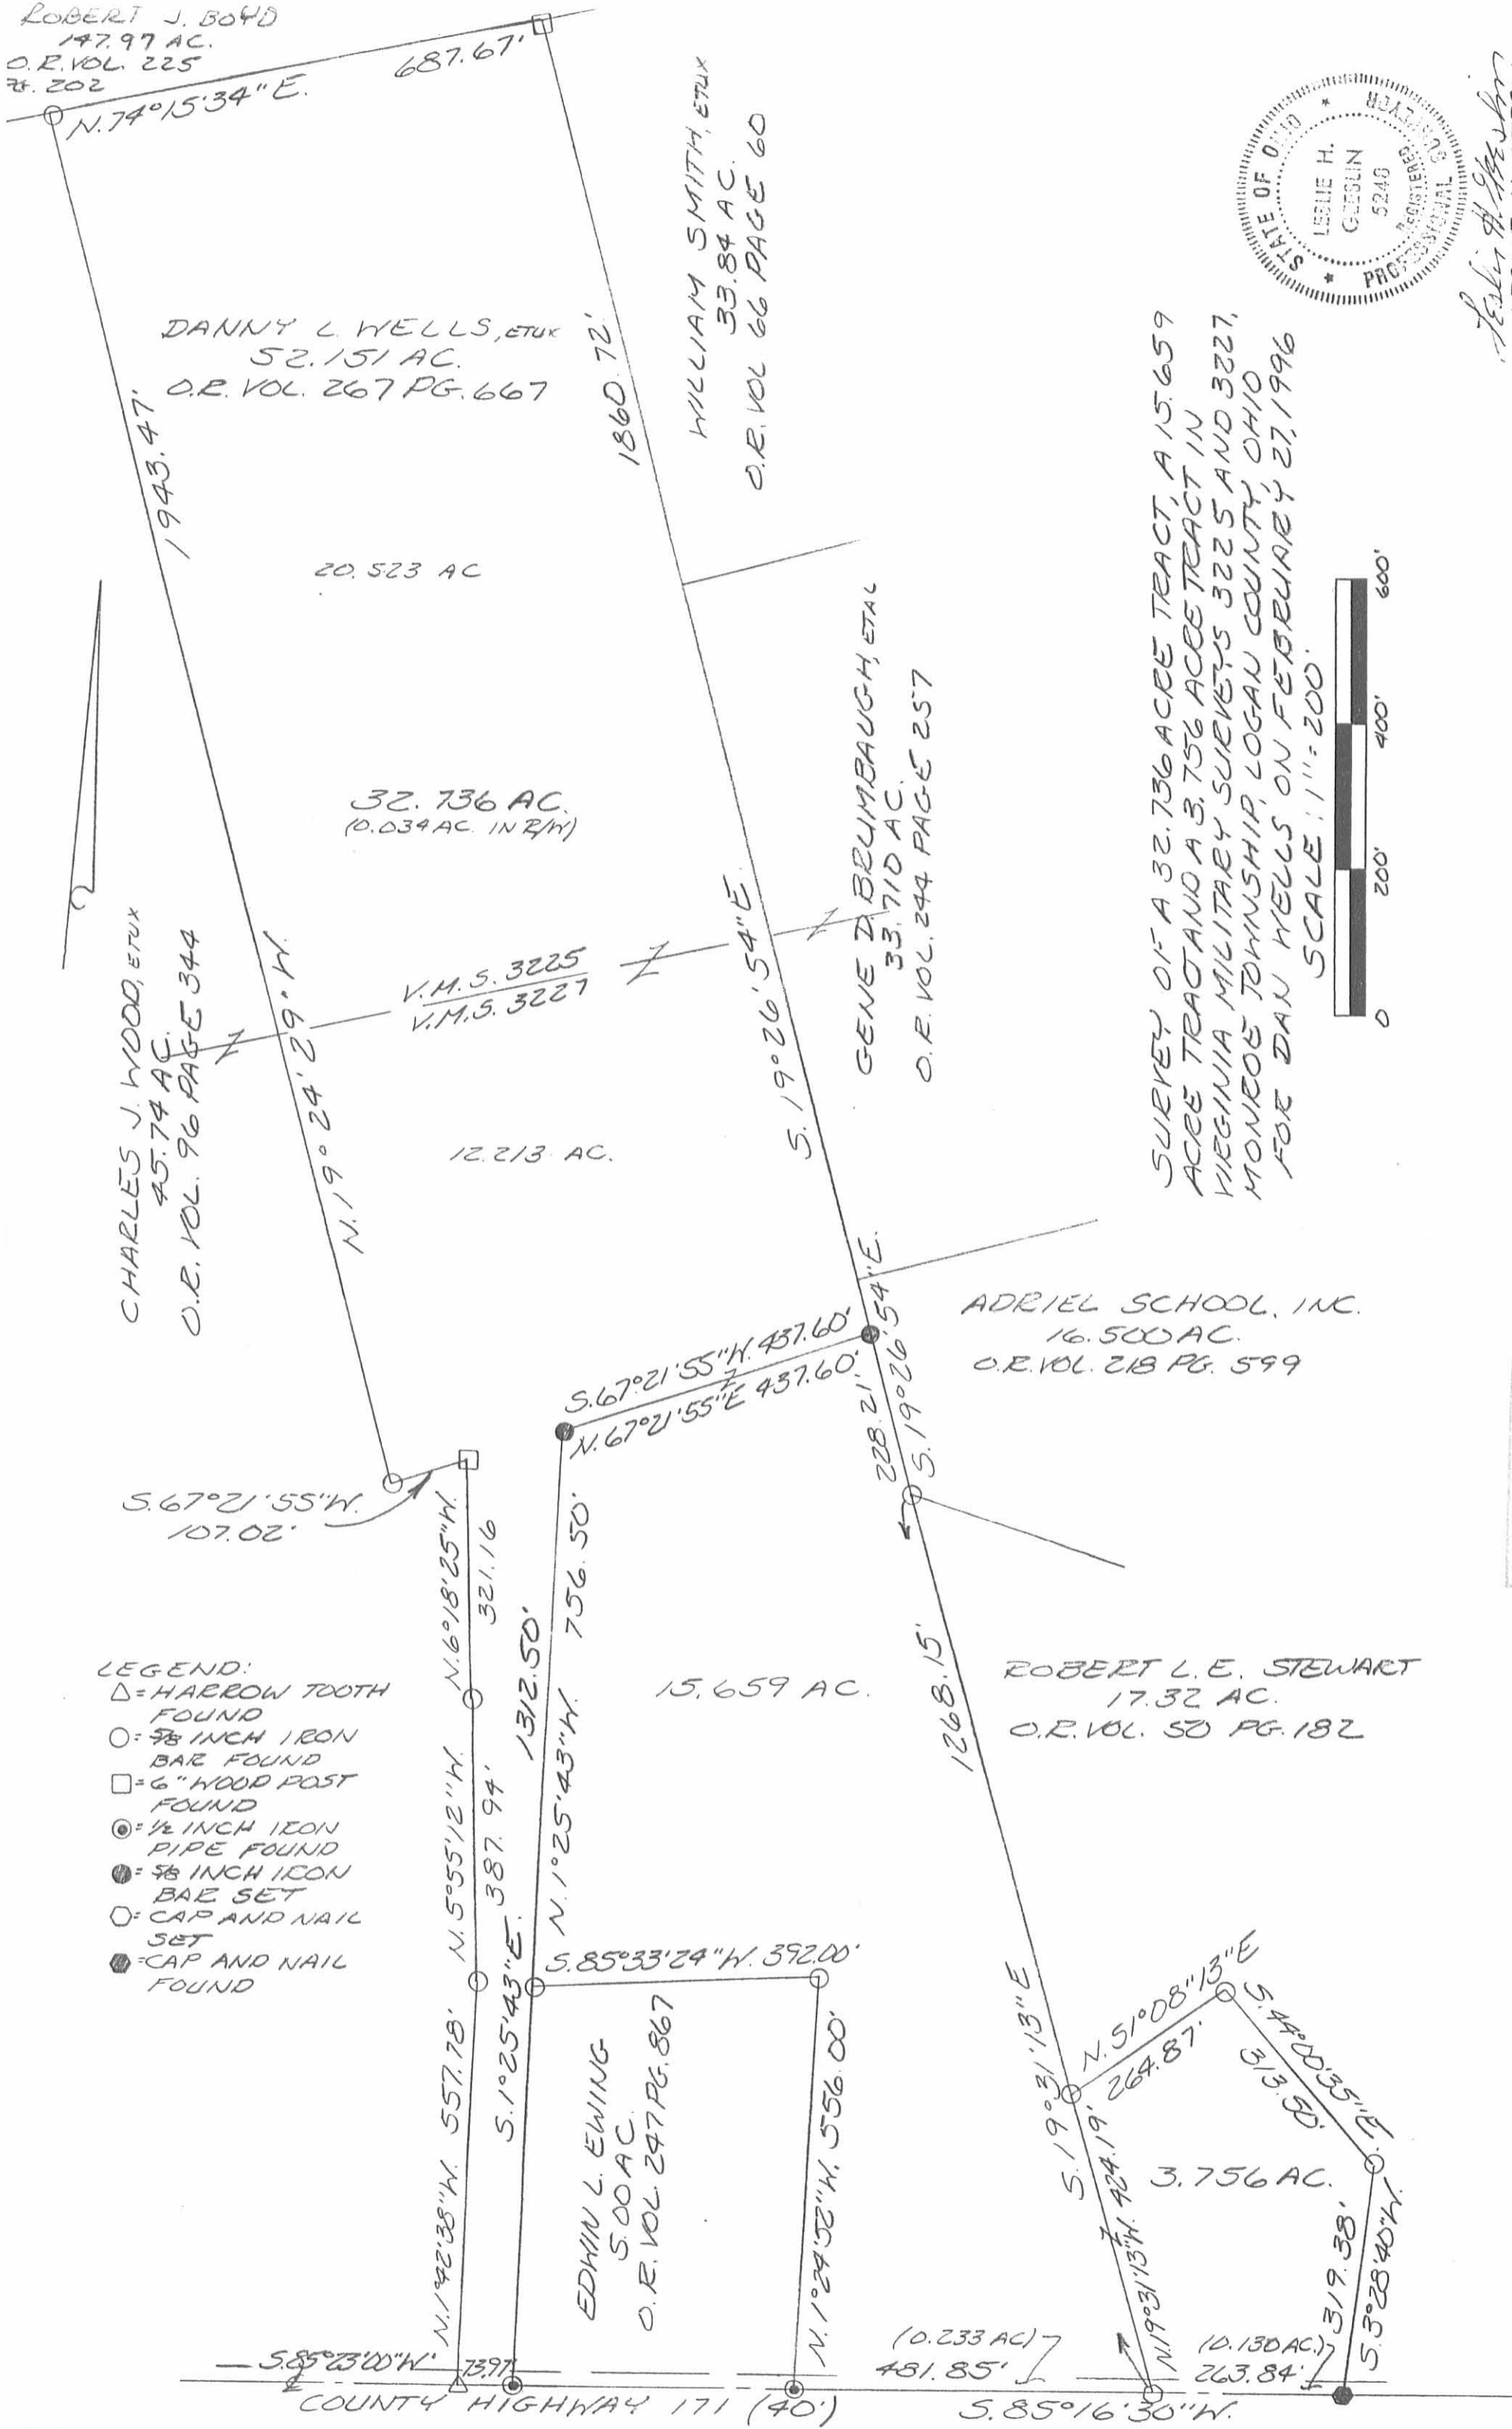 ROBERT J. BOYD
147.97 AC.
O.R. VOL. 225
PG. 202
N.74°15'34"E.
687.67'
WILLIAM SMITH, ETUX
33.84 AC.
O.R. VOL 66 PAGE 60
DANNY L. WELLS, ETUX
52.151 AC.
O.R. VOL. 267 PG. 667
1943.47'
1860.72'
20.523 AC
32.736 AC.
(0.034 AC. IN R/W)
CHARLES J. WOOD, ETUX
45.74 AC.
O.R. VOL. 96 PAGE 344
N.19°24'29"W.
V.M.S. 3225
V.M.S. 3227
S.19°26'54"E.
GENE D. BRUMBAUGH, ETAL
33.710 AC.
O.R. VOL. 244 PAGE 257
12.213 AC.
STATE OF OHIO
LESLIE H.
GEESLIN
5248
REGISTERED
PROFESSIONAL SURVEYOR
Leslie H. Geeslin
SURVEY OF A 32.736 ACRE TRACT, A 15.659
ACRE TRACT AND A 3.756 ACRE TRACT IN
VIRGINIA MILITARY SURVEYS 3225 AND 3227,
MONROE TOWNSHIP, LOGAN COUNTY, OHIO
FOR DAN WELLS ON FEBRUARY 27, 1996
SCALE: 1"=200'
0 200' 400' 600'
S.67°21'55"W. 437.60'
N.67°21'55"E 437.60'
228.21'
S.19°26'54"E.
ADRIEL SCHOOL, INC.
16.500 AC.
O.R. VOL. 218 PG. 599
S.67°21'55"W.
107.02'
N.6°18'25"W.
321.16
1312.50'
756.50'
N.1°25'43"W.
15.659 AC.
1268.15'
S.19°31'13"E
ROBERT L.E. STEWART
17.32 AC.
O.R. VOL. 50 PG. 182
LEGEND:
△=HARROW TOOTH
FOUND
○=5/8 INCH IRON
BAR FOUND
□=6" WOOD POST
FOUND
◉=1/2 INCH IRON
PIPE FOUND
●=5/8 INCH IRON
BAR SET
⬡=CAP AND NAIL
SET
⬢=CAP AND NAIL
FOUND
N.5°55'12"W.
387.94'
S.1°25'43"E.
S.85°33'24"W. 392.00'
N.1°42'38"W. 557.78'
EDWIN L. EWING
5.00 AC.
O.R. VOL. 247 PG. 867
N.1°24'52"W. 556.00'
N.51°08'13"E
264.87'
S.44°00'35"E.
313.50'
3.756 AC.
N.19°31'13"W. 424.19'
319.38'
S.3°28'40"W.
S.85°23'00"W.
73.97'
(0.233 AC)
481.85'
(0.130 AC.)
263.84'
COUNTY HIGHWAY 171 (40')
S.85°16'30"W.